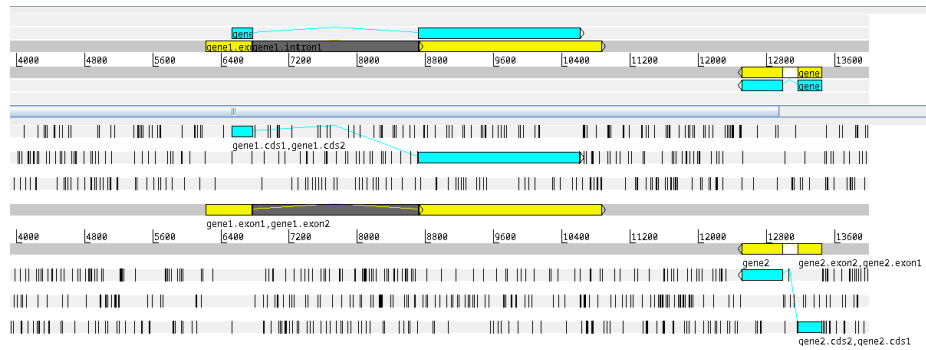 gene
gene1.exo gene1.intron1
4000 4800 5600 6400 7200 8000 8800 9600 10400 11200 12000 12800 13600
gene
gene
gene1.cds1,gene1.cds2
gene1.exon1,gene1.exon2
4000 4800 5600 6400 7200 8000 8800 9600 10400 11200 12000 12800 13600
gene2 gene2.exon2,gene2.exon1
gene2.cds2,gene2.cds1